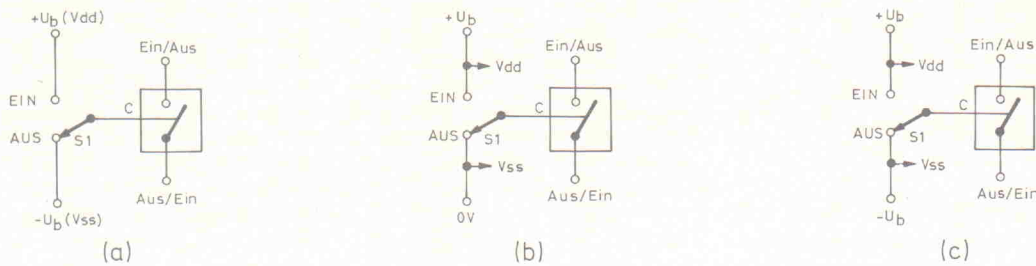 +Ub(Vdd)
Ein/Aus
EIN
C
AUS
S1
Aus/Ein
-Ub(Vss)
(a)
+Ub
Ein/Aus
Vdd
EIN
C
AUS
S1
Vss
Aus/Ein
0V
(b)
+Ub
Ein/Aus
Vdd
EIN
C
AUS
S1
Vss
Aus/Ein
-Ub
(c)